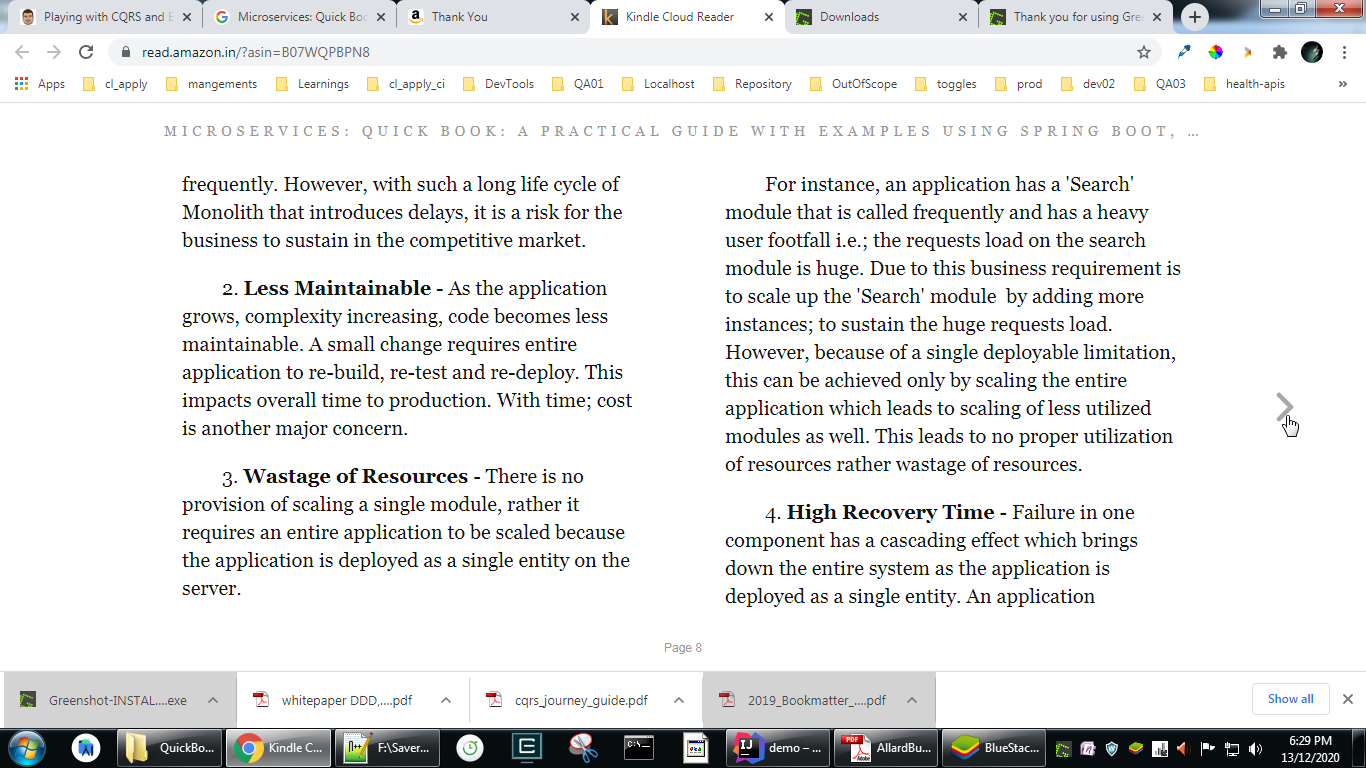 Playing with CQRS and E
Microservices: Quick Boo
Thank You
Kindle Cloud Reader
Downloads
Thank you for using Gre
read.amazon.in/?asin=B07WQPBPN8
Apps
cl_apply
mangements
Learnings
cl_apply_ci
DevTools
QA01
Localhost
Repository
OutOfScope
toggles
prod
dev02
QA03
health-apis
»
MICROSERVICES: QUICK BOOK: A PRACTICAL GUIDE WITH EXAMPLES USING SPRING BOOT, …
frequently. However, with such a long life cycle of
Monolith that introduces delays, it is a risk for the
business to sustain in the competitive market.
2. Less Maintainable - As the application
grows, complexity increasing, code becomes less
maintainable. A small change requires entire
application to re-build, re-test and re-deploy. This
impacts overall time to production. With time; cost
is another major concern.
3. Wastage of Resources - There is no
provision of scaling a single module, rather it
requires an entire application to be scaled because
the application is deployed as a single entity on the
server.
For instance, an application has a 'Search'
module that is called frequently and has a heavy
user footfall i.e.; the requests load on the search
module is huge. Due to this business requirement is
to scale up the 'Search' module  by adding more
instances; to sustain the huge requests load.
However, because of a single deployable limitation,
this can be achieved only by scaling the entire
application which leads to scaling of less utilized
modules as well. This leads to no proper utilization
of resources rather wastage of resources.
4. High Recovery Time - Failure in one
component has a cascading effect which brings
down the entire system as the application is
deployed as a single entity. An application
Page 8
Greenshot-INSTAL....exe
whitepaper DDD,....pdf
cqrs_journey_guide.pdf
2019_Bookmatter_....pdf
Show all
QuickBo...
Kindle C...
F:\Saver...
demo – ...
AllardBu...
BlueStac...
6:29 PM
13/12/2020